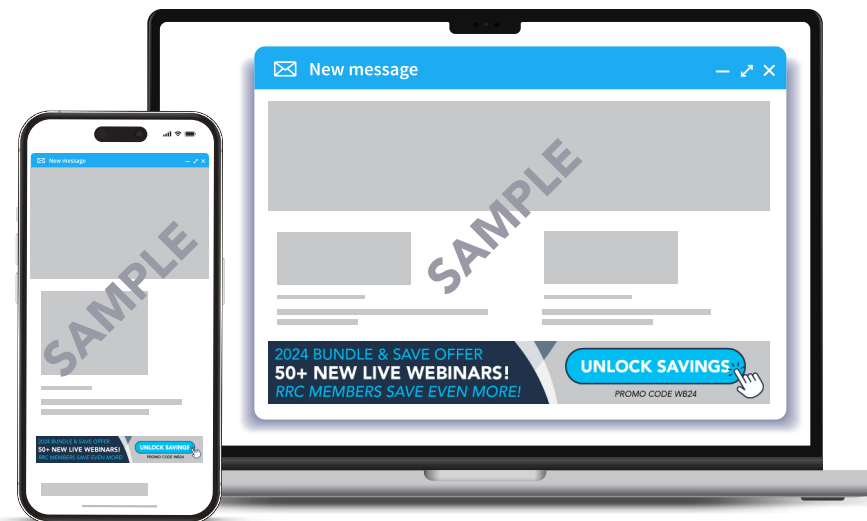 New message
SAMPLE
2024 BUNDLE & SAVE OFFER
50+ NEW LIVE WEBINARS!
RRC MEMBERS SAVE EVEN MORE!
UNLOCK SAVINGS
PROMO CODE WB24
New message
SAMPLE
2024 BUNDLE & SAVE OFFER
50+ NEW LIVE WEBINARS!
RRC MEMBERS SAVE EVEN MORE!
UNLOCK SAVINGS
PROMO CODE WB24